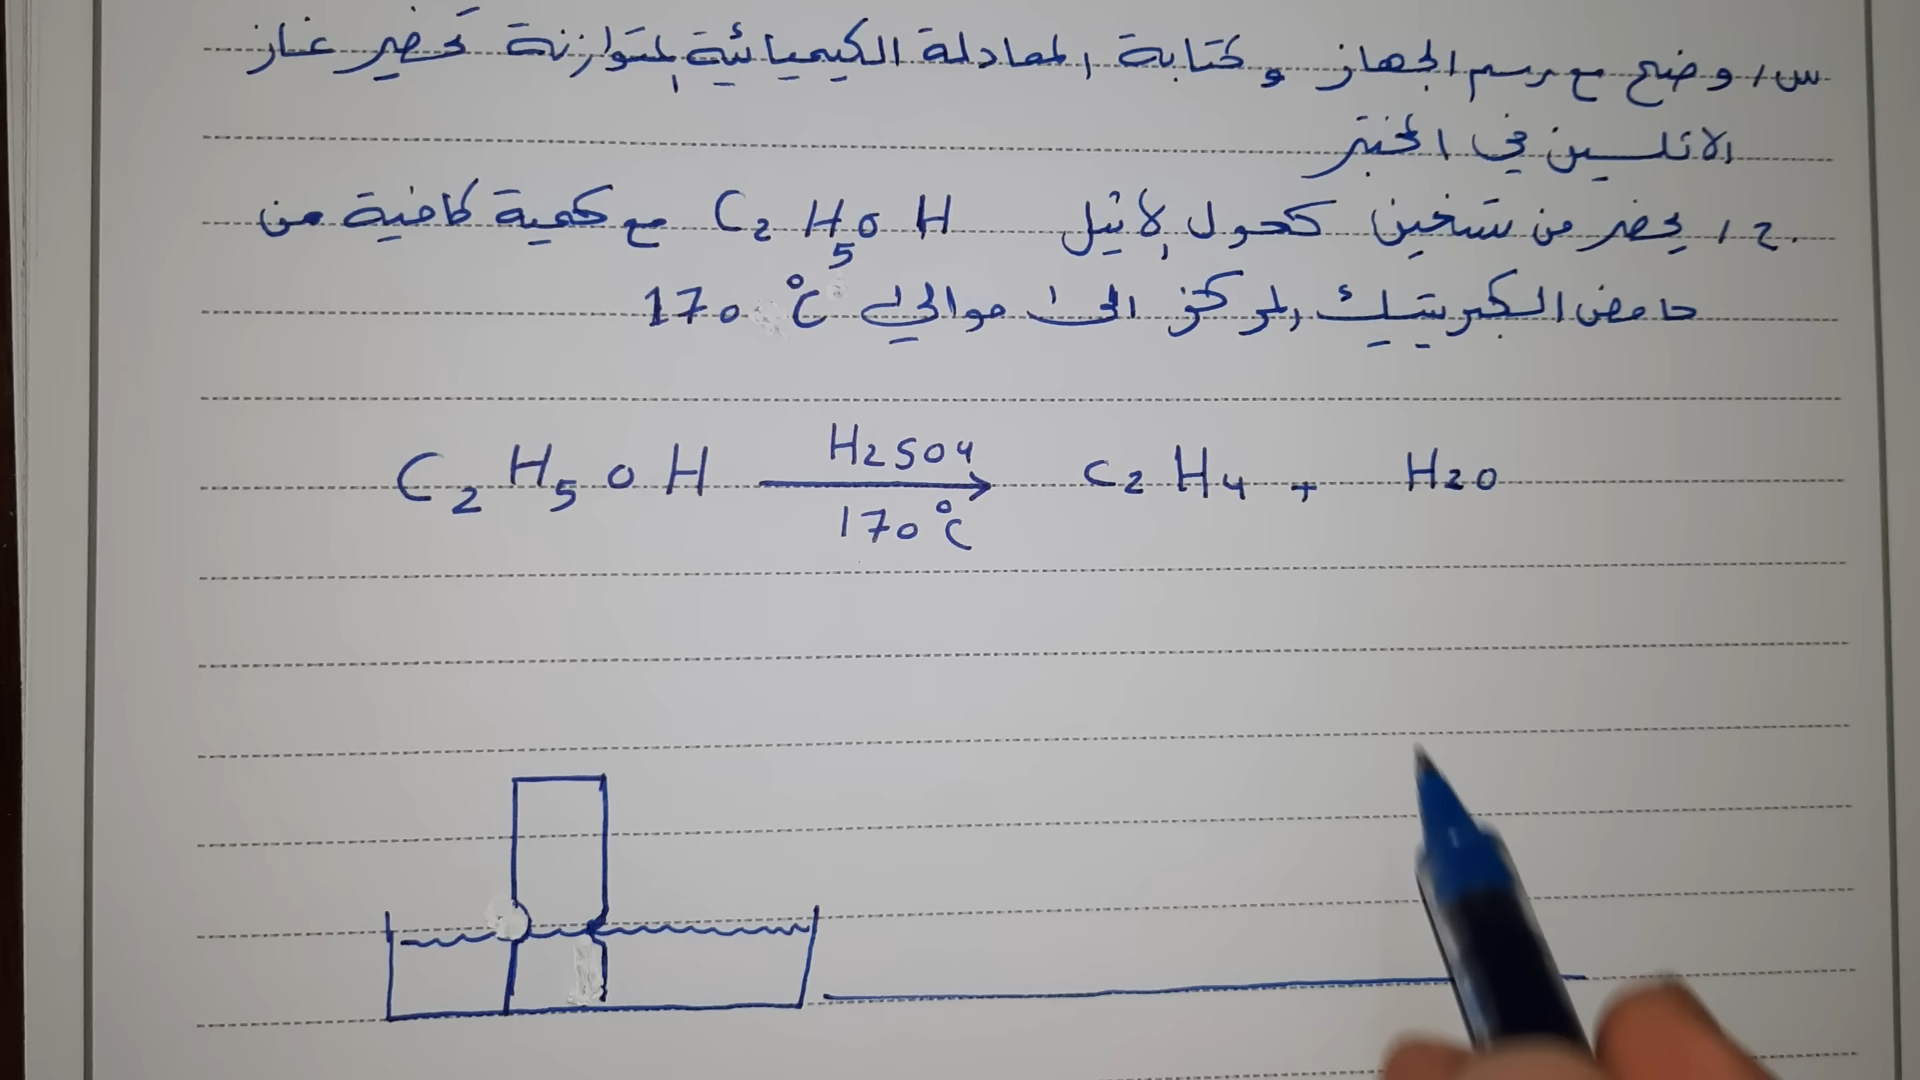 س/ وضح مع رسم الجهاز وكتابة المعادلة الكيميائية المتوازنة تحضير غاز
الاثلسين في المختبر
ج/ يحضر من تسخين كحول الاثيل C2H5OH مع كمية كافية من
حامض الكبريتيك المركز الى حوالي 170 °C
C2H5OH H2SO4 170 °C C2H4 + H2O